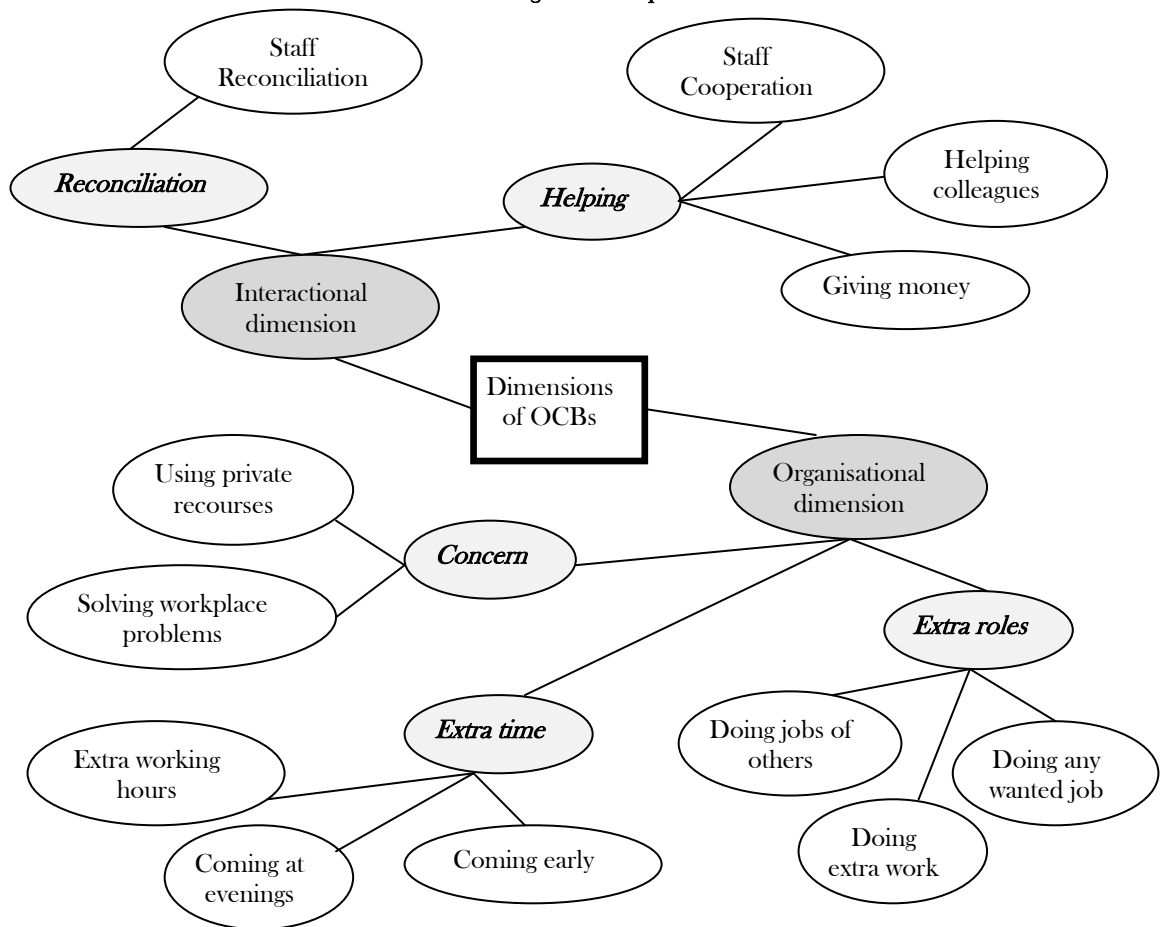 Staff
Reconciliation
Staff
Cooperation
Reconciliation
Helping
Helping
colleagues
Giving money
Interactional
dimension
Dimensions
of OCBs
Organisational
dimension
Using private
recourses
Concern
Solving workplace
problems
Extra roles
Extra time
Doing jobs of
others
Doing any
wanted job
Extra working
hours
Doing
extra work
Coming at
evenings
Coming early